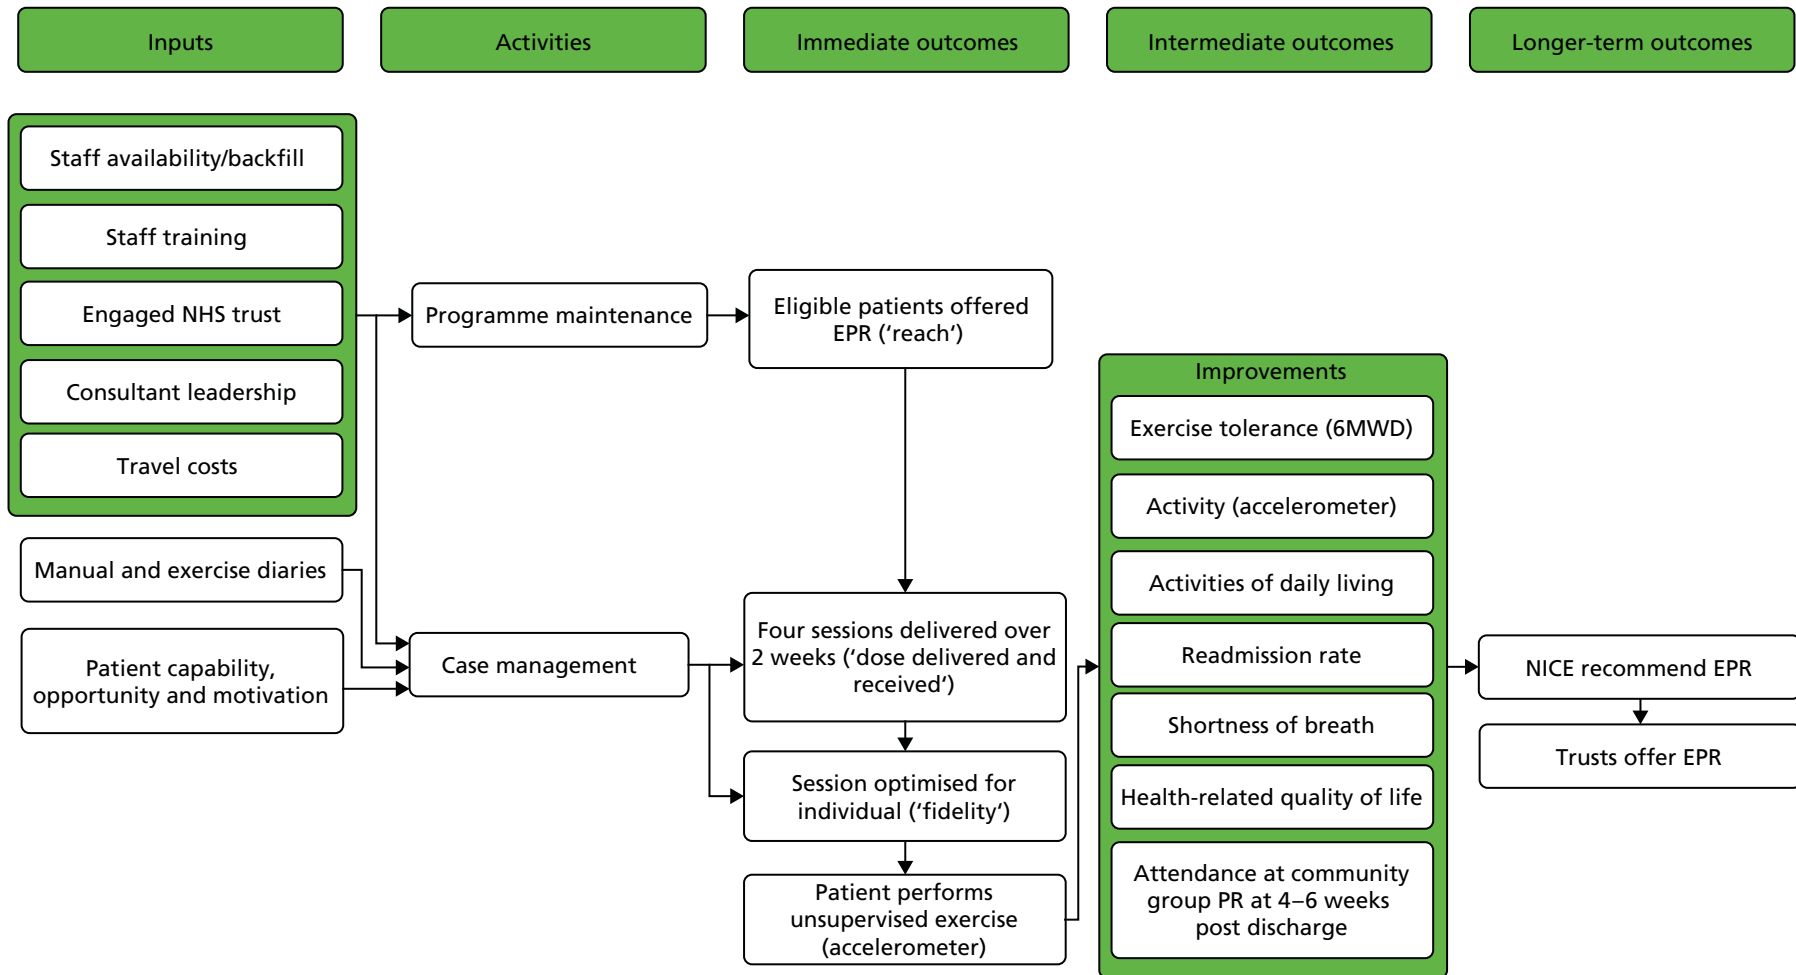 Inputs
Activities
Immediate outcomes
Intermediate outcomes
Longer-term outcomes
Staff availability/backfill
Staff training
Engaged NHS trust
Consultant leadership
Travel costs
Manual and exercise diaries
Patient capability,
opportunity and motivation
Programme maintenance
Case management
Eligible patients offered
EPR (‘reach‘)
Four sessions delivered over
2 weeks (‘dose delivered and
received‘)
Session optimised for
individual (‘fidelity‘)
Patient performs
unsupervised exercise
(accelerometer)
Improvements
Exercise tolerance (6MWD)
Activity (accelerometer)
Activities of daily living
Readmission rate
Shortness of breath
Health-related quality of life
Attendance at community
group PR at 4–6 weeks
post discharge
NICE recommend EPR
Trusts offer EPR